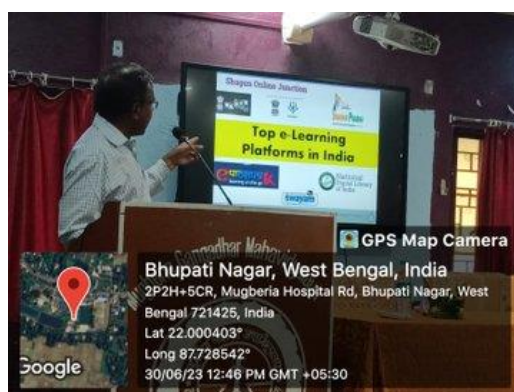 Shagun Online Junction
Top e-Learning
Platforms in India
National
Digital Library
of India
swayam
Gangadhar Mahavi
GPS Map Camera
Bhupati Nagar, West Bengal, India
2P2H+5CR, Mugberia Hospital Rd, Bhupati Nagar, West
Bengal 721425, India
Lat 22.000403°
Long 87.728542°
30/06/23 12:46 PM GMT +05:30
Google